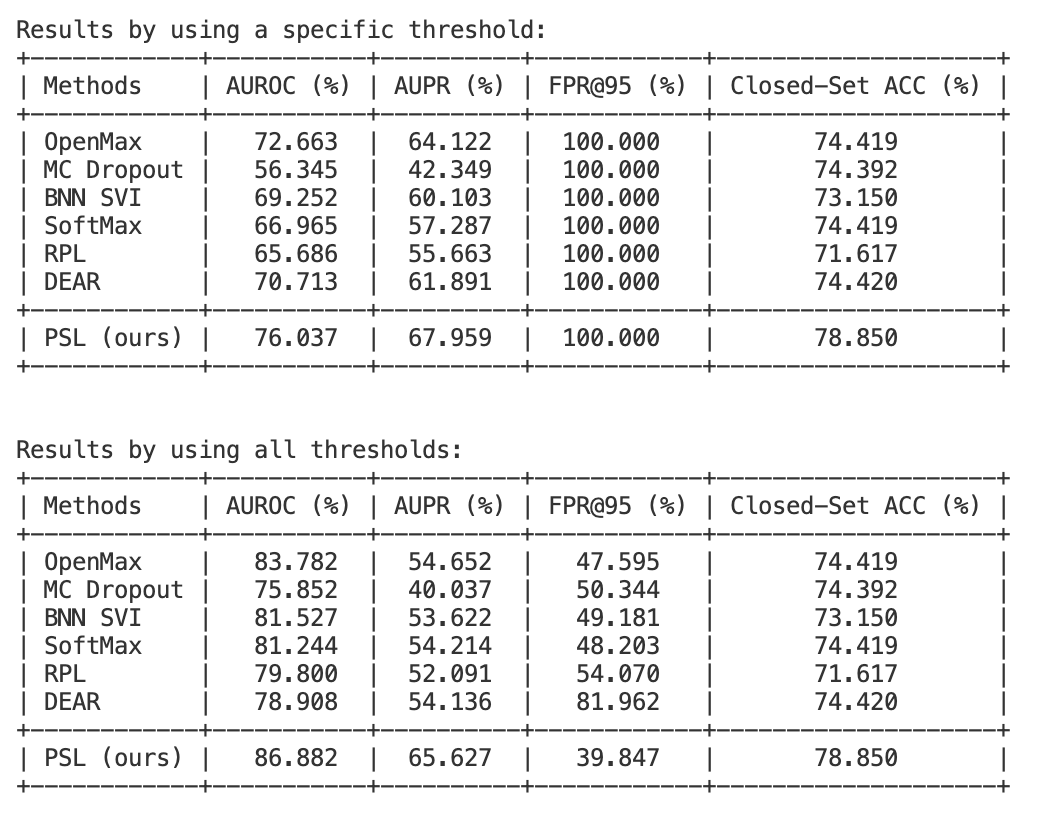 Results by using a specific threshold:
+------------+-----------+----------+------------+--------------------+
| Methods | AUROC (%) | AUPR (%) | FPR@95 (%) | Closed-Set ACC (%) |
+------------+-----------+----------+------------+--------------------+
| OpenMax | 72.663 | 64.122 | 100.000 | 74.419 |
| MC Dropout | 56.345 | 42.349 | 100.000 | 74.392 |
| BNN SVI | 69.252 | 60.103 | 100.000 | 73.150 |
| SoftMax | 66.965 | 57.287 | 100.000 | 74.419 |
| RPL | 65.686 | 55.663 | 100.000 | 71.617 |
| DEAR | 70.713 | 61.891 | 100.000 | 74.420 |
+------------+-----------+----------+------------+--------------------+
| PSL (ours) | 76.037 | 67.959 | 100.000 | 78.850 |
+------------+-----------+----------+------------+--------------------+
Results by using all thresholds:
+------------+-----------+----------+------------+--------------------+
| Methods | AUROC (%) | AUPR (%) | FPR@95 (%) | Closed-Set ACC (%) |
+------------+-----------+----------+------------+--------------------+
| OpenMax | 83.782 | 54.652 | 47.595 | 74.419 |
| MC Dropout | 75.852 | 40.037 | 50.344 | 74.392 |
| BNN SVI | 81.527 | 53.622 | 49.181 | 73.150 |
| SoftMax | 81.244 | 54.214 | 48.203 | 74.419 |
| RPL | 79.800 | 52.091 | 54.070 | 71.617 |
| DEAR | 78.908 | 54.136 | 81.962 | 74.420 |
+------------+-----------+----------+------------+--------------------+
| PSL (ours) | 86.882 | 65.627 | 39.847 | 78.850 |
+------------+-----------+----------+------------+--------------------+